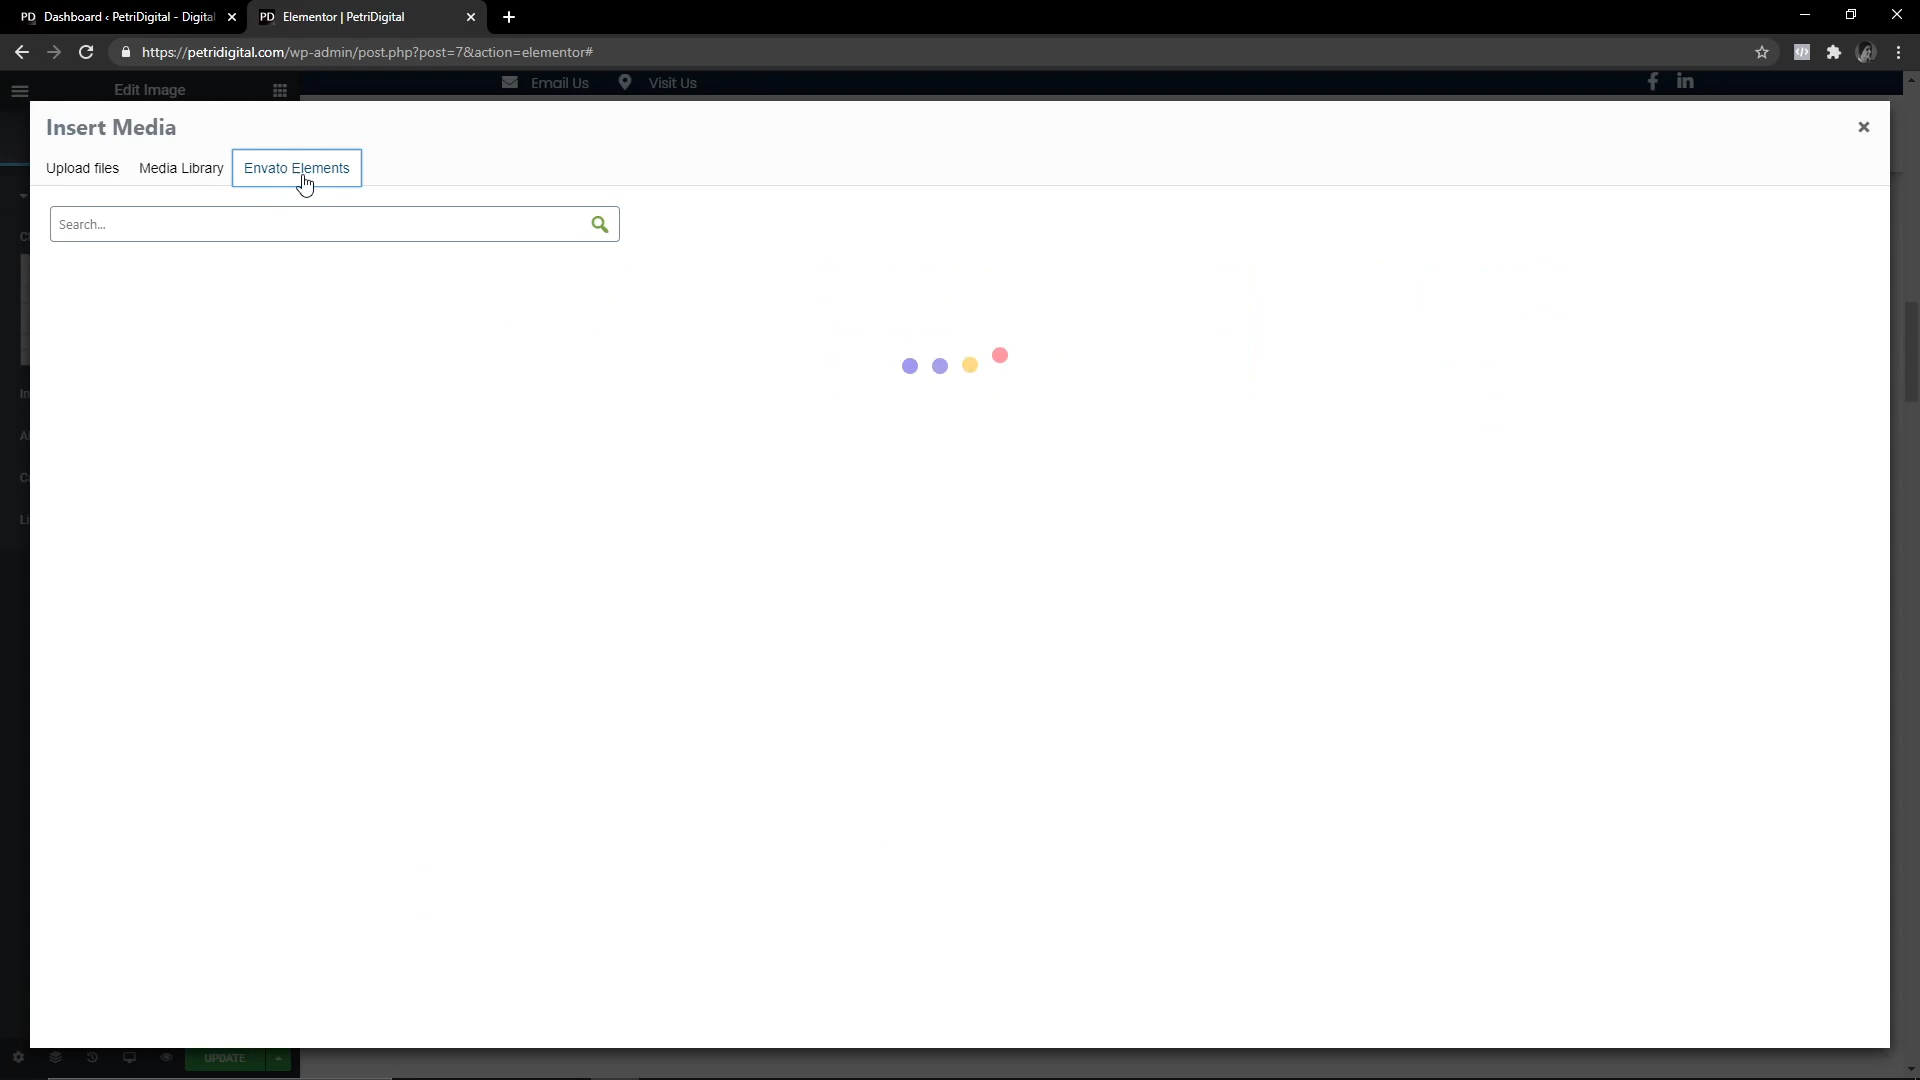 PD Dashboard ‹ PetriDigital - Digital
PD Elementor | PetriDigital
https://petridigital.com/wp-admin/post.php?post=7&action=elementor#
Edit Image
Email Us
Visit Us
Insert Media
Upload files
Media Library
Envato Elements
Search...
UPDATE